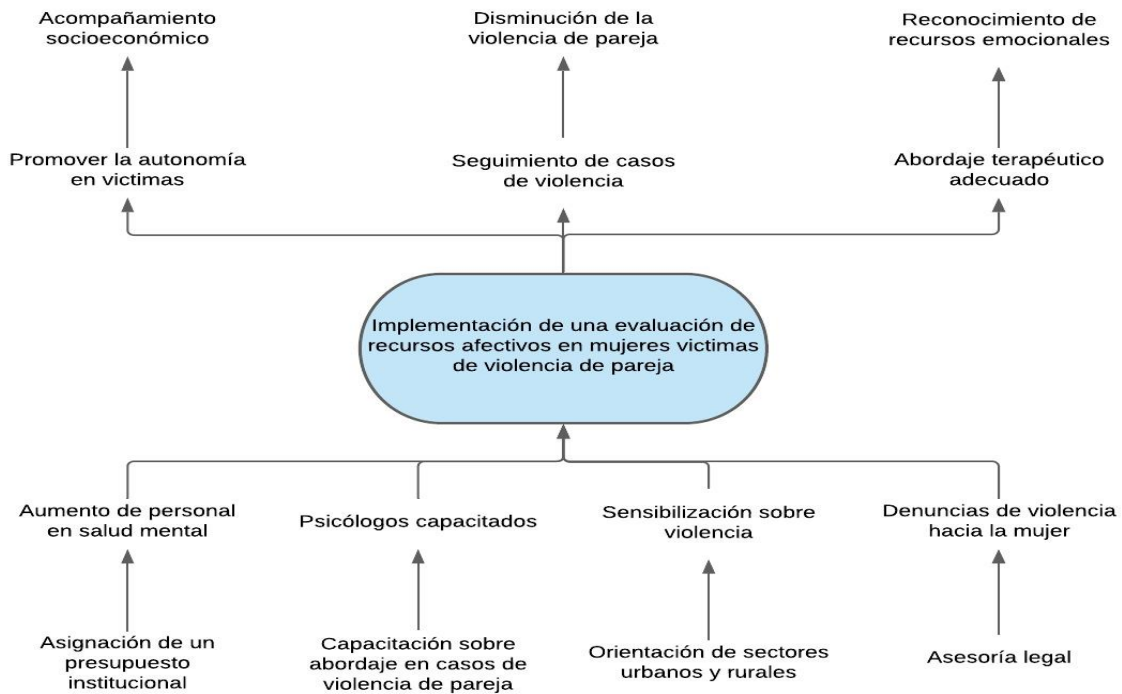 Acompañamiento
socioeconómico
Disminución de la
violencia de pareja
Reconocimiento de
recursos emocionales
Promover la autonomía
en victimas
Seguimiento de casos
de violencia
Abordaje terapéutico
adecuado
Implementación de una evaluación de
recursos afectivos en mujeres victimas
de violencia de pareja
Aumento de personal
en salud mental
Psicólogos capacitados
Sensibilización sobre
violencia
Denuncias de violencia
hacia la mujer
Asignación de un
presupuesto
institucional
Capacitación sobre
abordaje en casos de
violencia de pareja
Orientación de sectores
urbanos y rurales
Asesoría legal